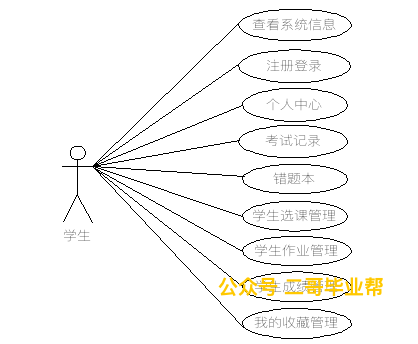 查看系统信息
注册登录
个人中心
考试记录
错题本
学生选课管理
学生作业管理
公众号 二哥毕业帮
学生成绩管理
我的收藏管理
学生